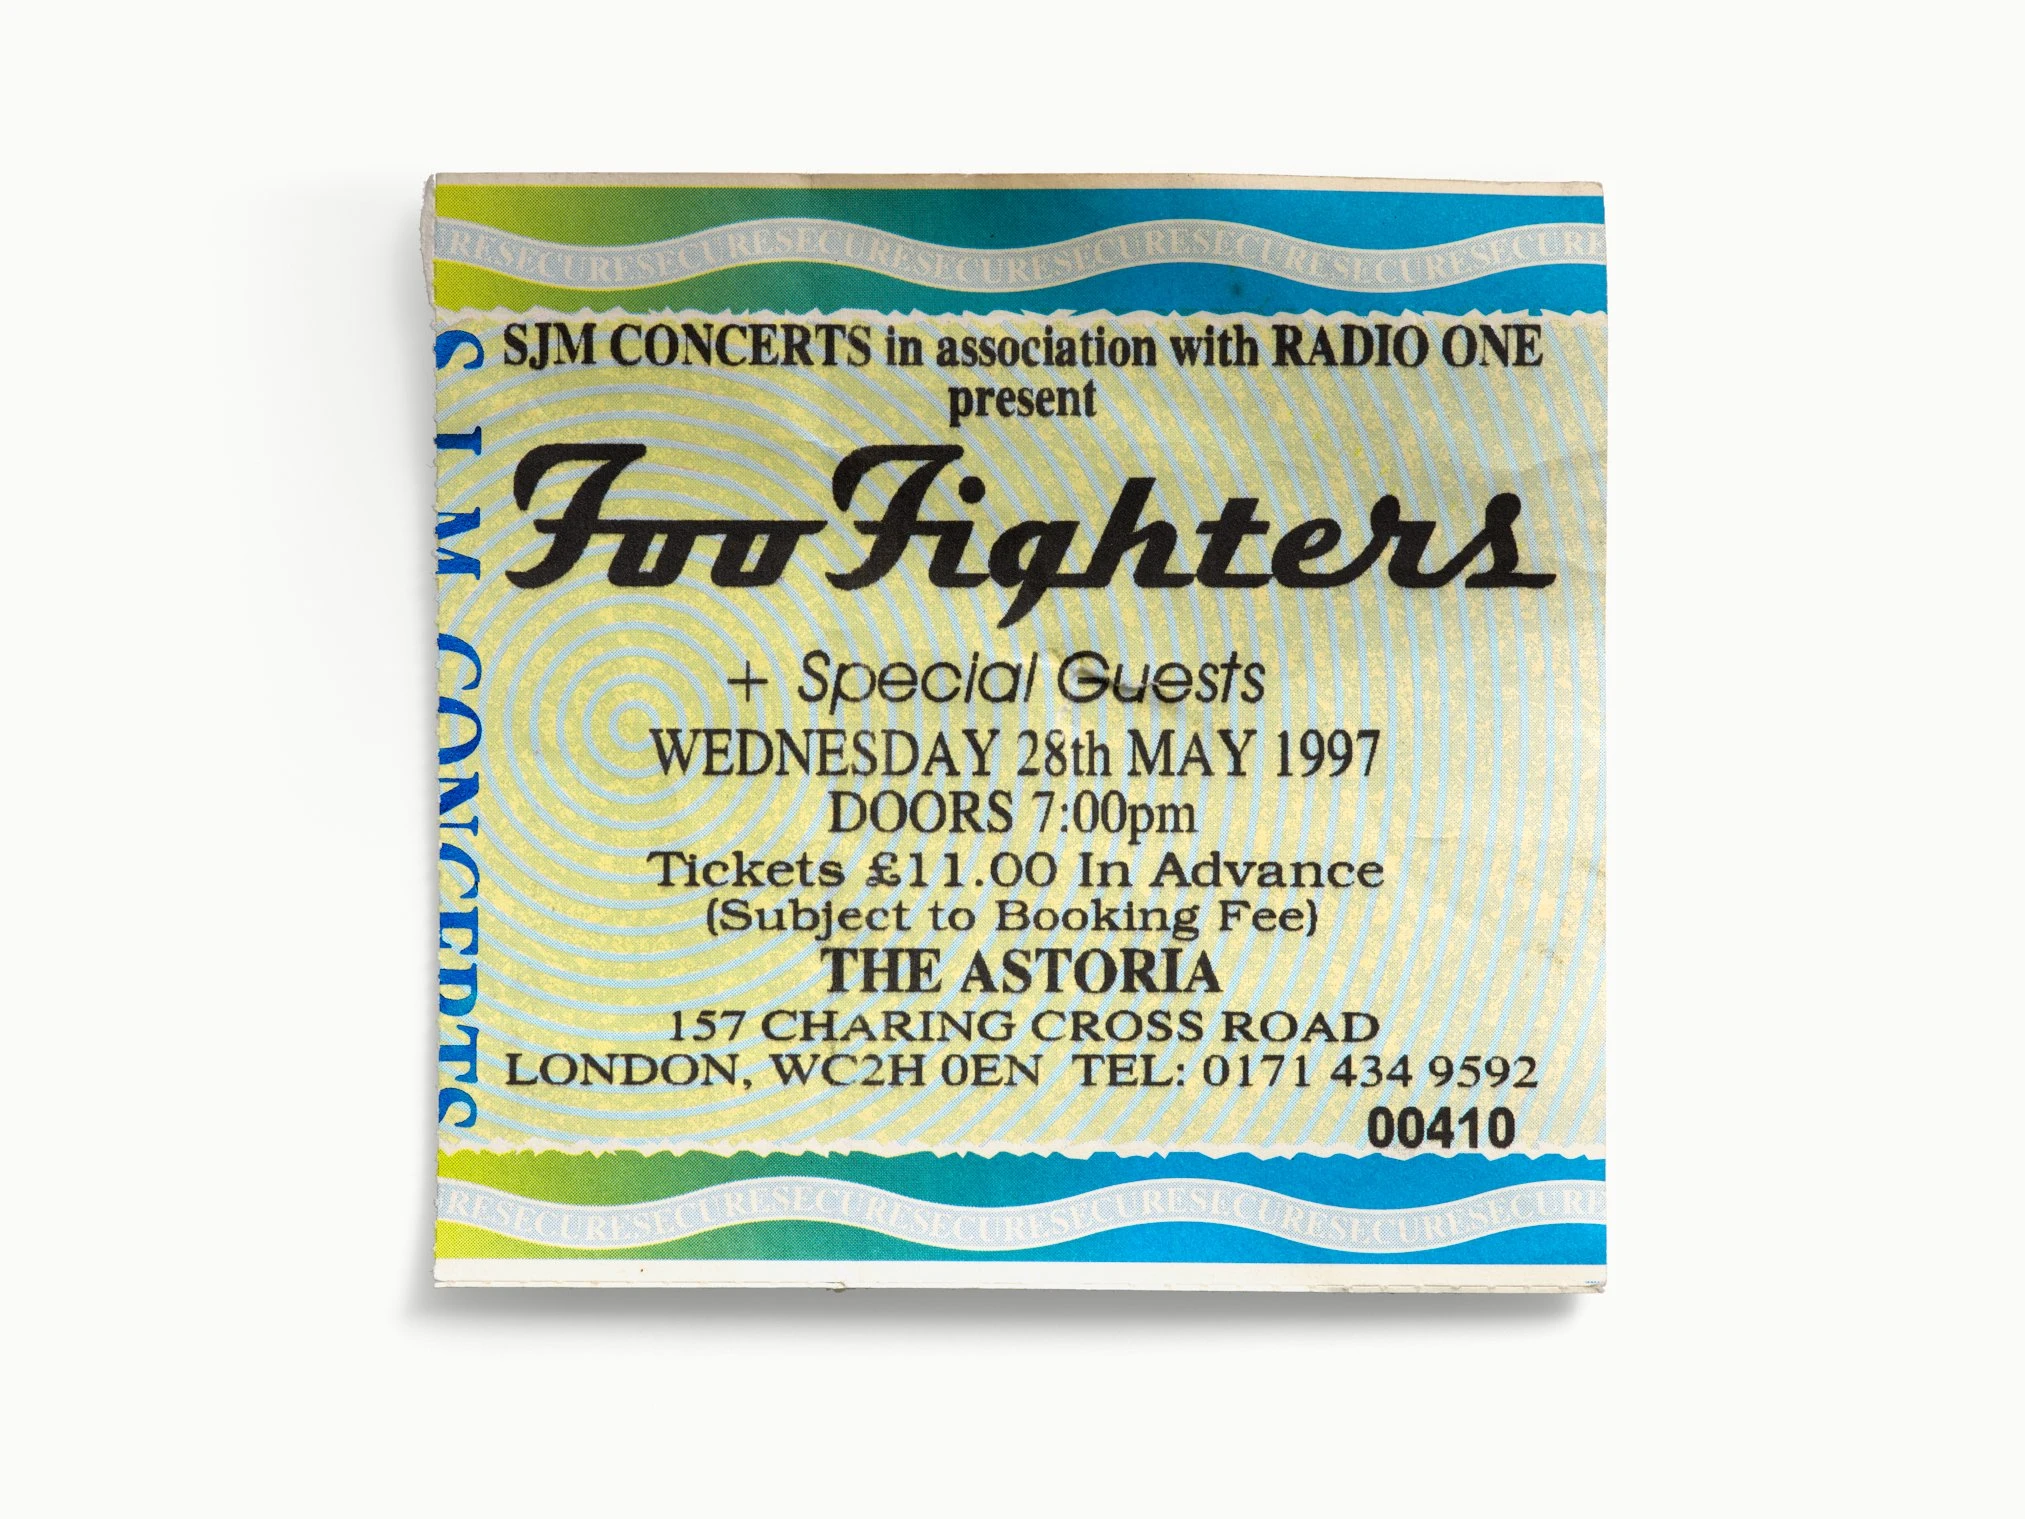 RESECURESECURESECURESECURESECURESECURESECURESECURESECURE
SJM CONCERTS in association with RADIO ONE
present
Foo Fighters
+ Special Guests
WEDNESDAY 28th MAY 1997
DOORS 7:00pm
Tickets £11.00 In Advance
(Subject to Booking Fee)
THE ASTORIA
157 CHARING CROSS ROAD
LONDON, WC2H 0EN TEL: 0171 434 9592
00410
SJM CONCERTS
RESECURESECURESECURESECURESECURESECURESECURESECURESECURE